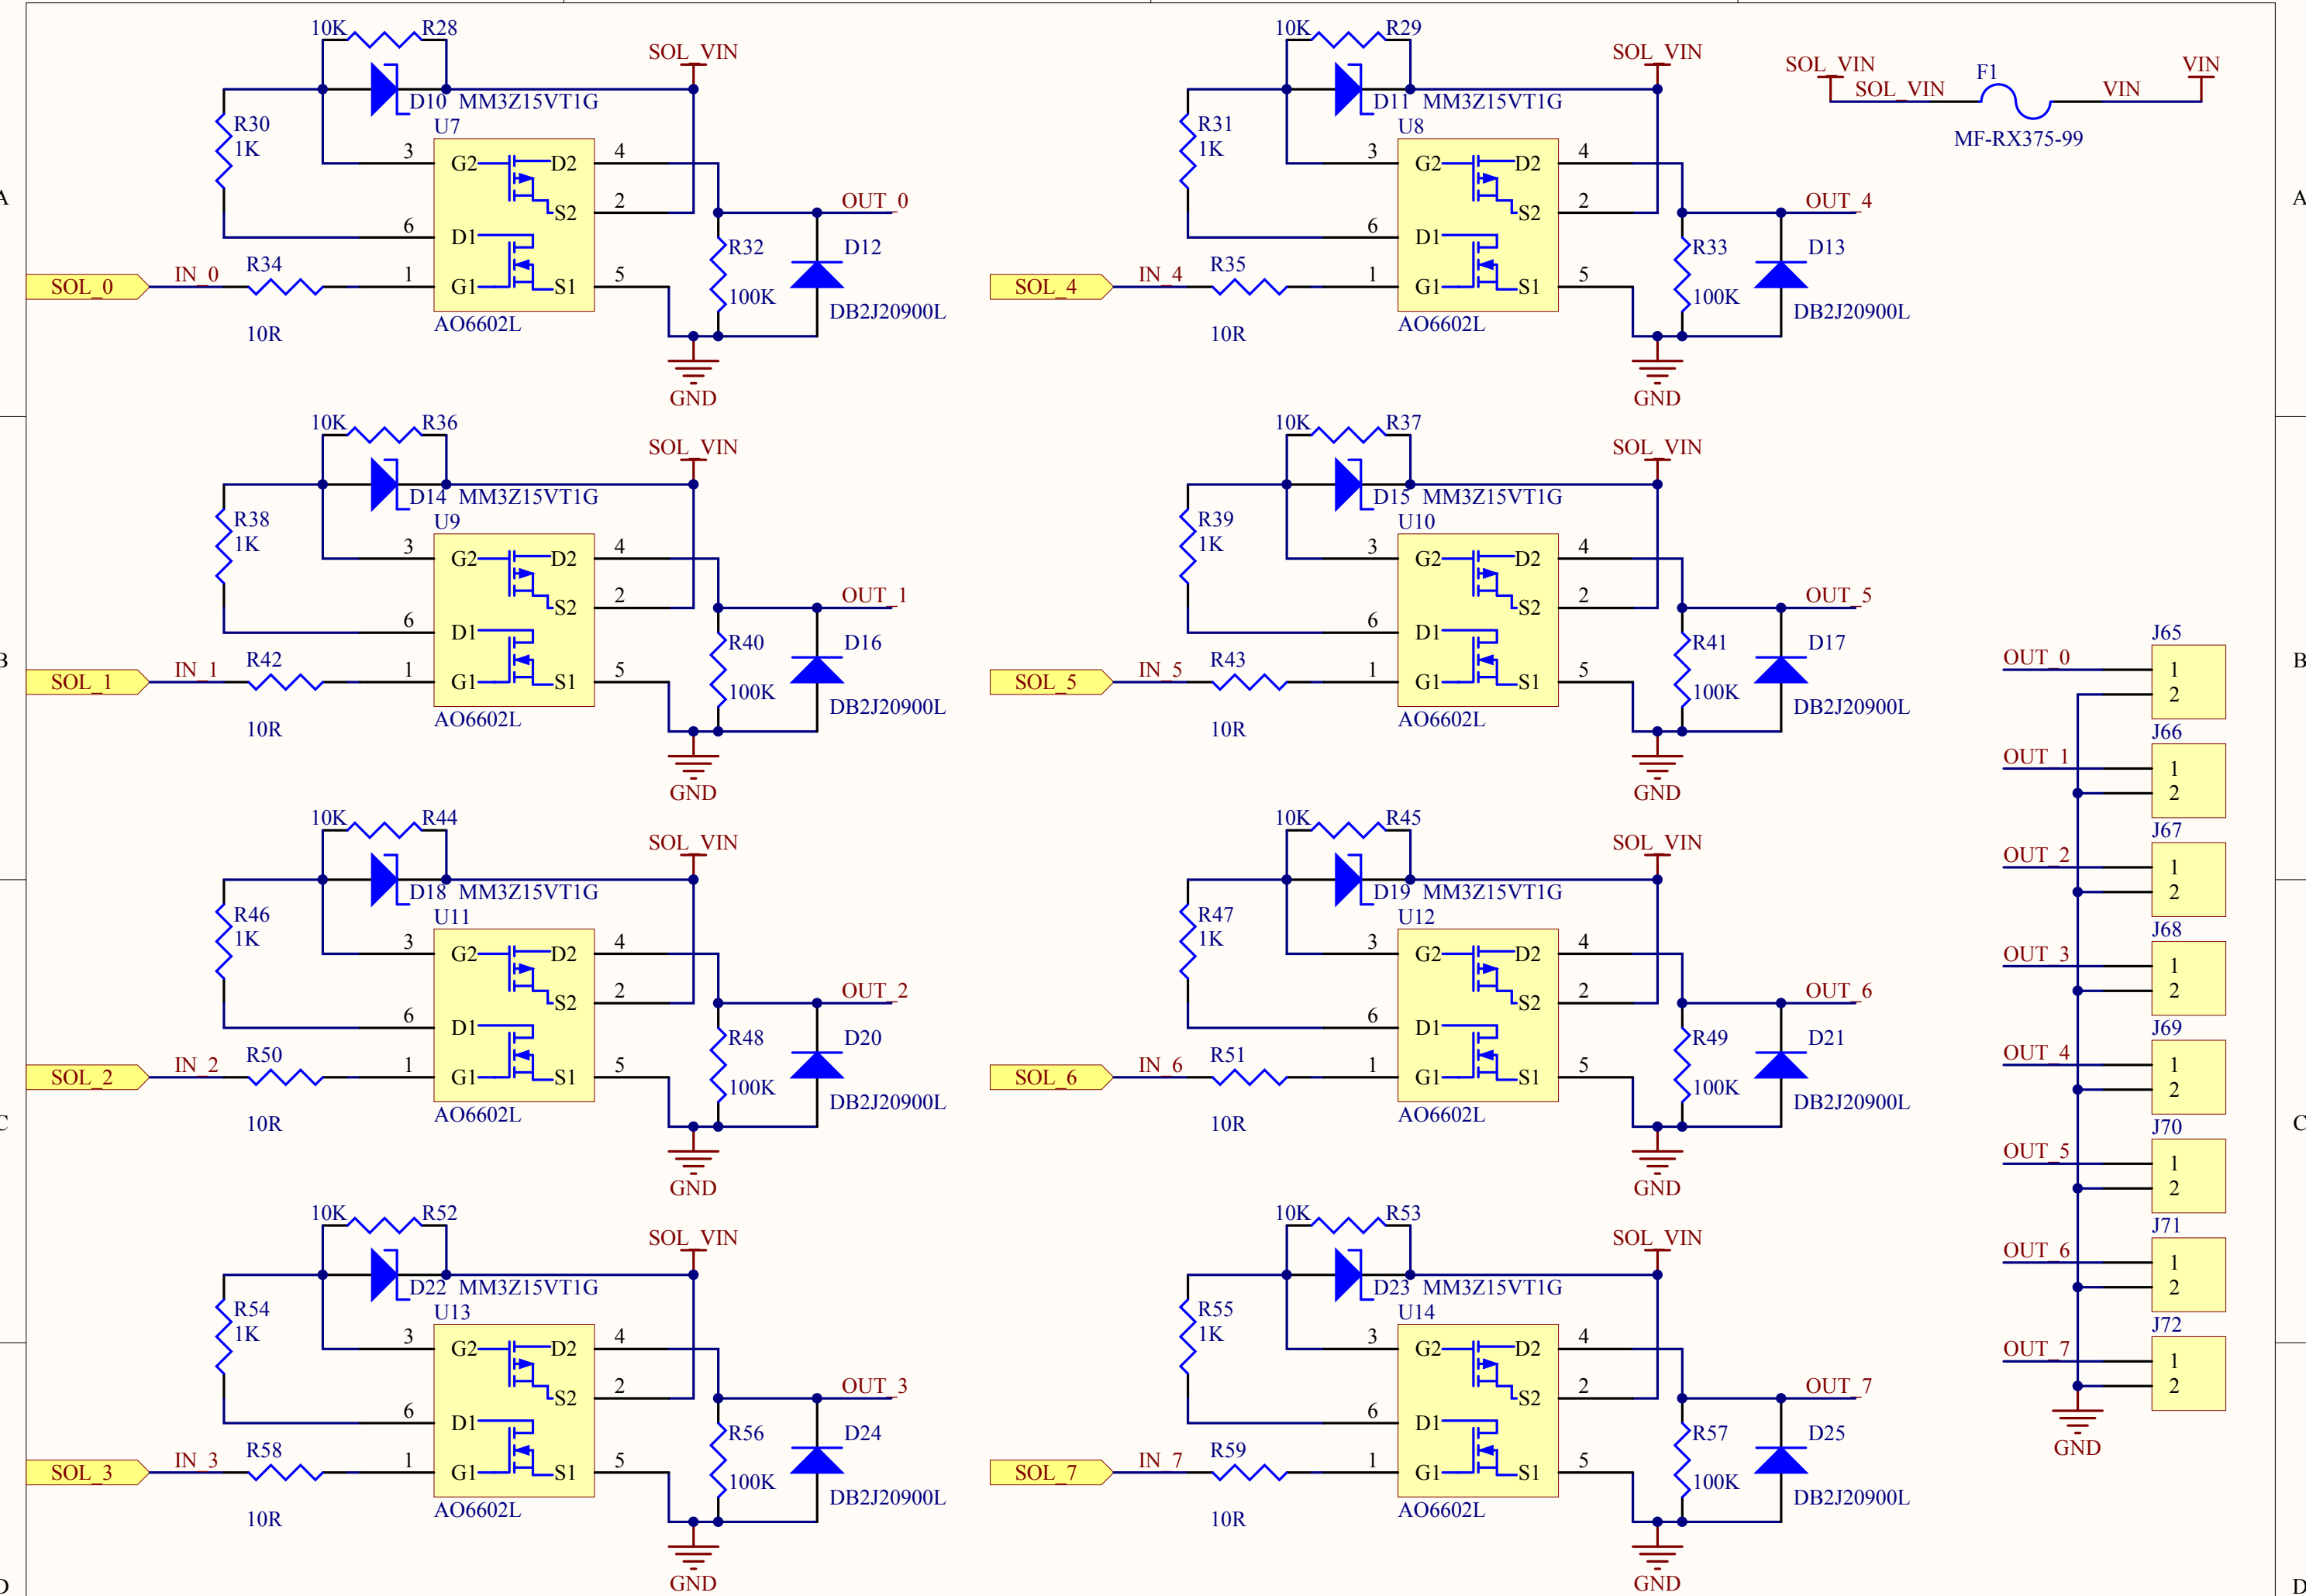 10K R28
SOL_VIN
D10 MM3Z15VT1G
R30
1K
U7
3 G2 D2 4
S2 2
6 D1
1 G1 S1 5
AO6602L
SOL_0
IN_0
R34
10R
OUT_0
R32
100K
D12
DB2J20900L
GND
10K R29
SOL_VIN
D11 MM3Z15VT1G
R31
1K
U8
3 G2 D2 4
S2 2
6 D1
1 G1 S1 5
AO6602L
SOL_4
IN_4
R35
10R
OUT_4
R33
100K
D13
DB2J20900L
GND
SOL_VIN
SOL_VIN
F1
VIN
VIN
MF-RX375-99
A
A
10K R36
SOL_VIN
D14 MM3Z15VT1G
R38
1K
U9
3 G2 D2 4
S2 2
6 D1
1 G1 S1 5
AO6602L
SOL_1
IN_1
R42
10R
OUT_1
R40
100K
D16
DB2J20900L
GND
10K R37
SOL_VIN
D15 MM3Z15VT1G
R39
1K
U10
3 G2 D2 4
S2 2
6 D1
1 G1 S1 5
AO6602L
SOL_5
IN_5
R43
10R
OUT_5
R41
100K
D17
DB2J20900L
GND
B
B
10K R44
SOL_VIN
D18 MM3Z15VT1G
R46
1K
U11
3 G2 D2 4
S2 2
6 D1
1 G1 S1 5
AO6602L
SOL_2
IN_2
R50
10R
OUT_2
R48
100K
D20
DB2J20900L
GND
10K R45
SOL_VIN
D19 MM3Z15VT1G
R47
1K
U12
3 G2 D2 4
S2 2
6 D1
1 G1 S1 5
AO6602L
SOL_6
IN_6
R51
10R
OUT_6
R49
100K
D21
DB2J20900L
GND
C
C
10K R52
SOL_VIN
D22 MM3Z15VT1G
R54
1K
U13
3 G2 D2 4
S2 2
6 D1
1 G1 S1 5
AO6602L
SOL_3
IN_3
R58
10R
OUT_3
R56
100K
D24
DB2J20900L
GND
10K R53
SOL_VIN
D23 MM3Z15VT1G
R55
1K
U14
3 G2 D2 4
S2 2
6 D1
1 G1 S1 5
AO6602L
SOL_7
IN_7
R59
10R
OUT_7
R57
100K
D25
DB2J20900L
GND
D
D
J65
OUT_0 1
2
J66
OUT_1 1
2
J67
OUT_2 1
2
J68
OUT_3 1
2
J69
OUT_4 1
2
J70
OUT_5 1
2
J71
OUT_6 1
2
J72
OUT_7 1
2
GND